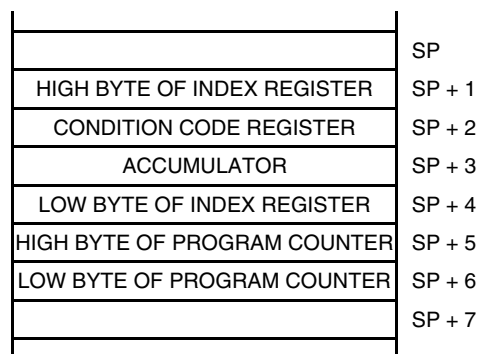 SP
HIGH BYTE OF INDEX REGISTER SP + 1
CONDITION CODE REGISTER SP + 2
ACCUMULATOR SP + 3
LOW BYTE OF INDEX REGISTER SP + 4
HIGH BYTE OF PROGRAM COUNTER SP + 5
LOW BYTE OF PROGRAM COUNTER SP + 6
SP + 7